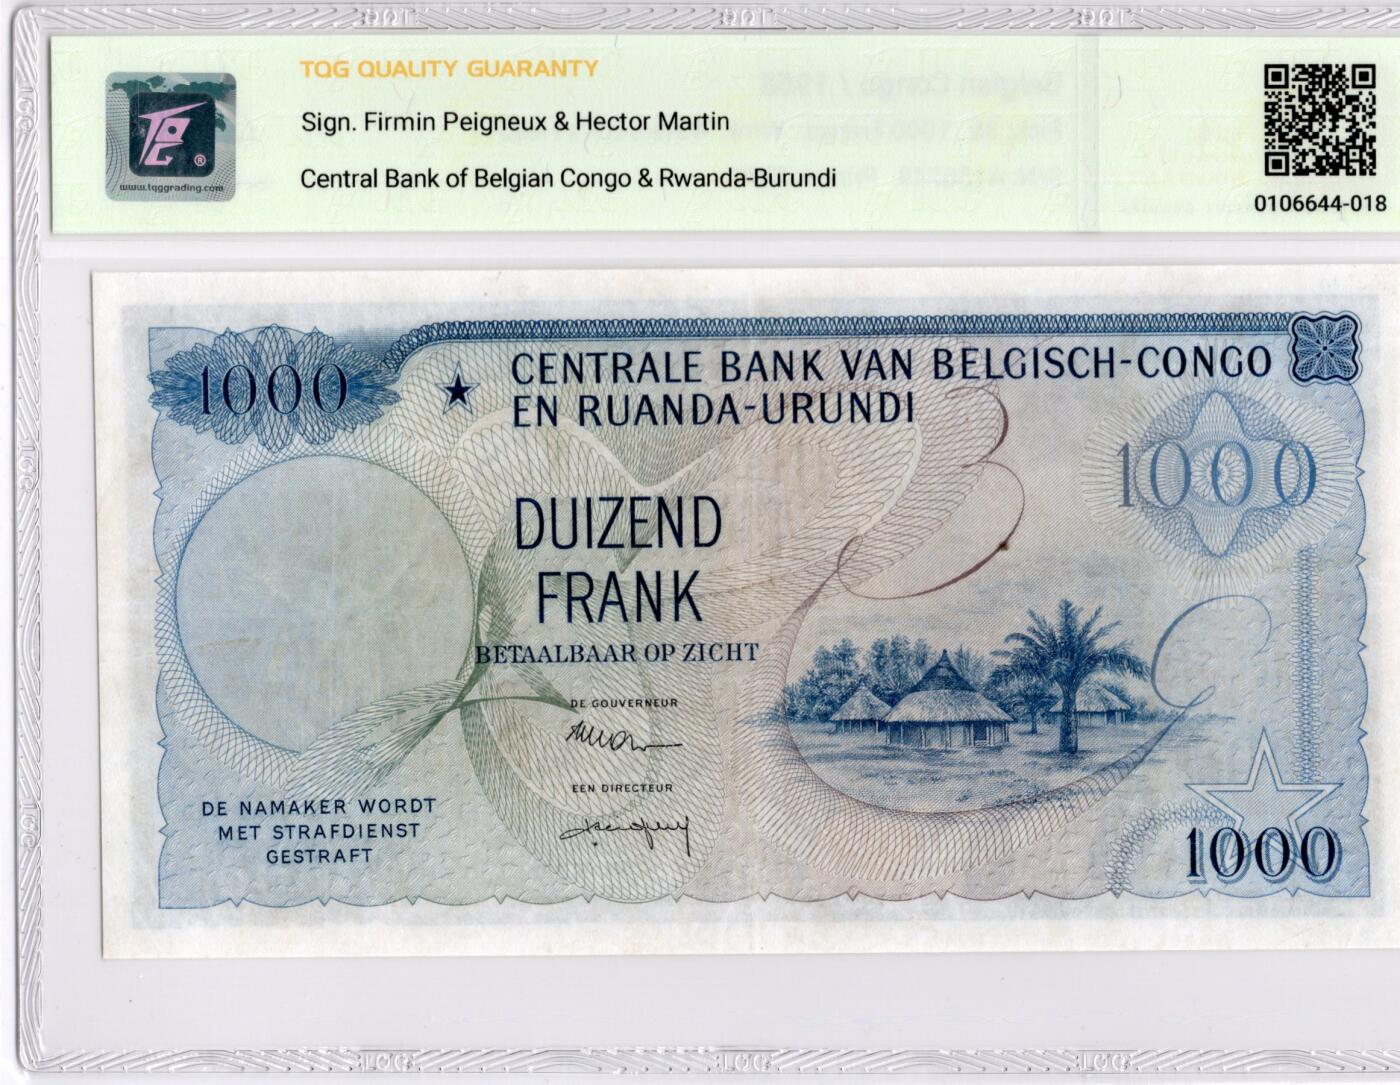 TQG QUALITY GUARANTY
Sign. Firmin Peigneux & Hector Martin
Central Bank of Belgian Congo & Rwanda-Burundi
www.tqggrading.com
0106644-018
1000
CENTRALE BANK VAN BELGISCH-CONGO
EN RUANDA-URUNDI
1000
DUIZEND
FRANK
BETAALBAAR OP ZICHT
DE GOUVERNEUR
EEN DIRECTEUR
DE NAMAKER WORDT
MET STRAFDIENST
GESTRAFT
1000